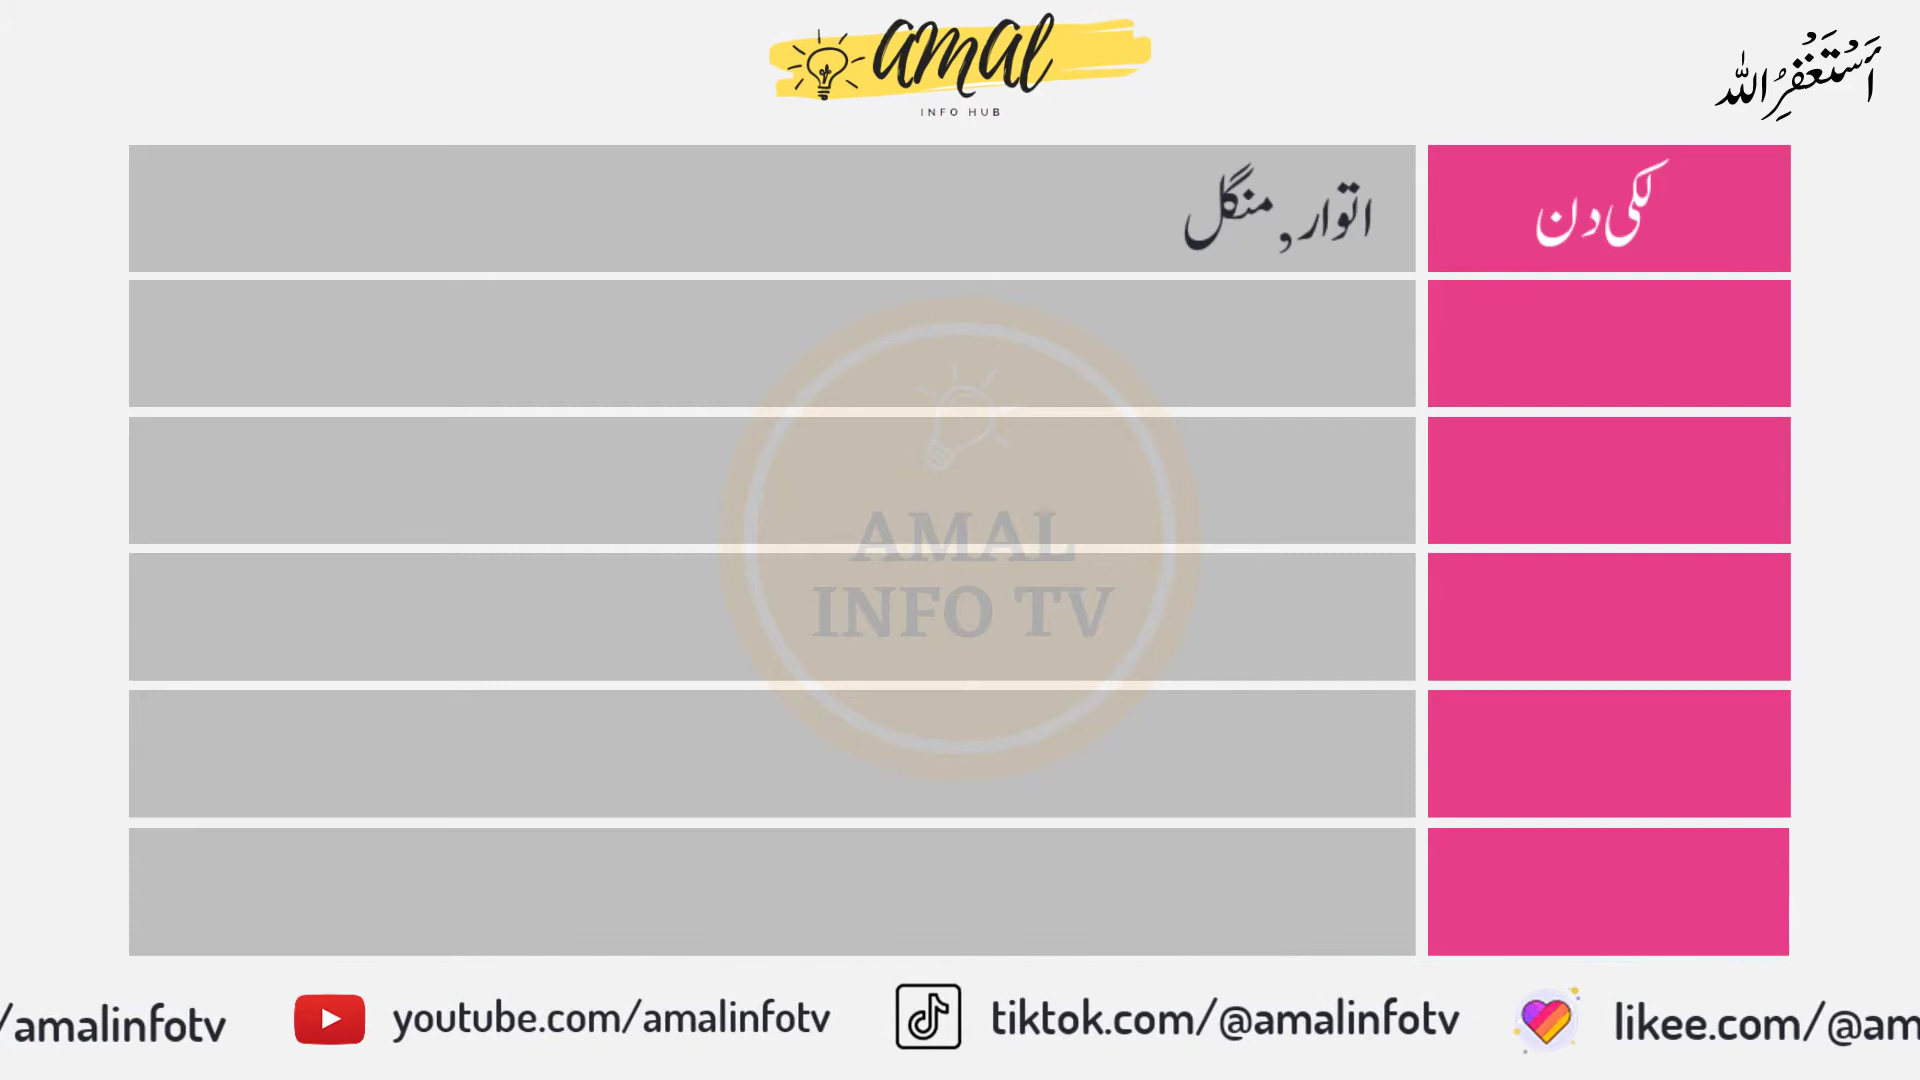 amal
INFO HUB
أَسْتَغْفِرُ الله
لکی دن
اتوار, منگل
AMAL
INFO TV
/amalinfotv
youtube.com/amalinfotv
tiktok.com/@amalinfotv
likee.com/@am